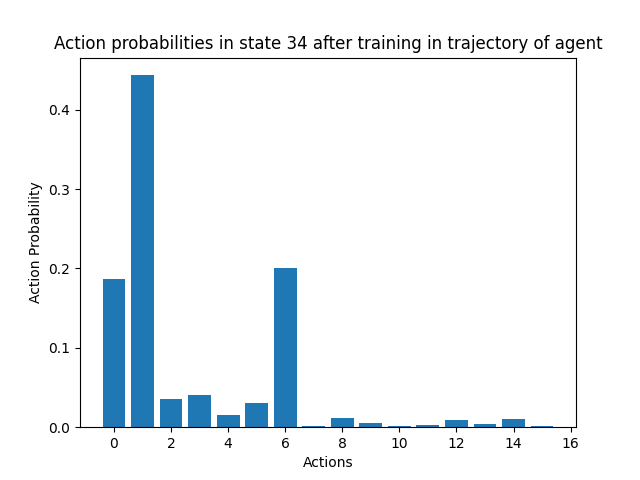 Action probabilities in state 34 after training in trajectory of agent
0.4
0.3
0.2
0.1
0.0
Action Probability
0 2 4 6 8 10 12 14 16
Actions